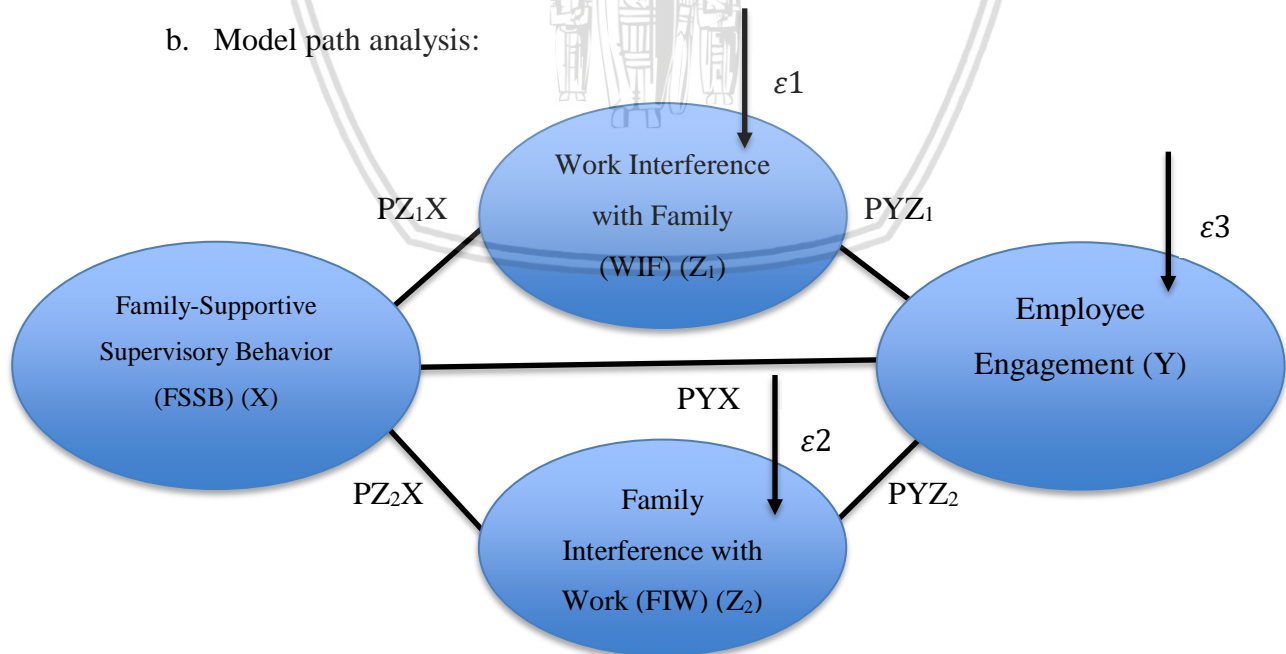 b. Model path analysis:
ε1
Work Interference
with Family
(WIF) (Z₁)
PZ₁X
PYZ₁
ε3
Family-Supportive
Supervisory Behavior
(FSSB) (X)
Employee
Engagement (Y)
PYX
ε2
PZ₂X
PYZ₂
Family
Interference with
Work (FIW) (Z₂)